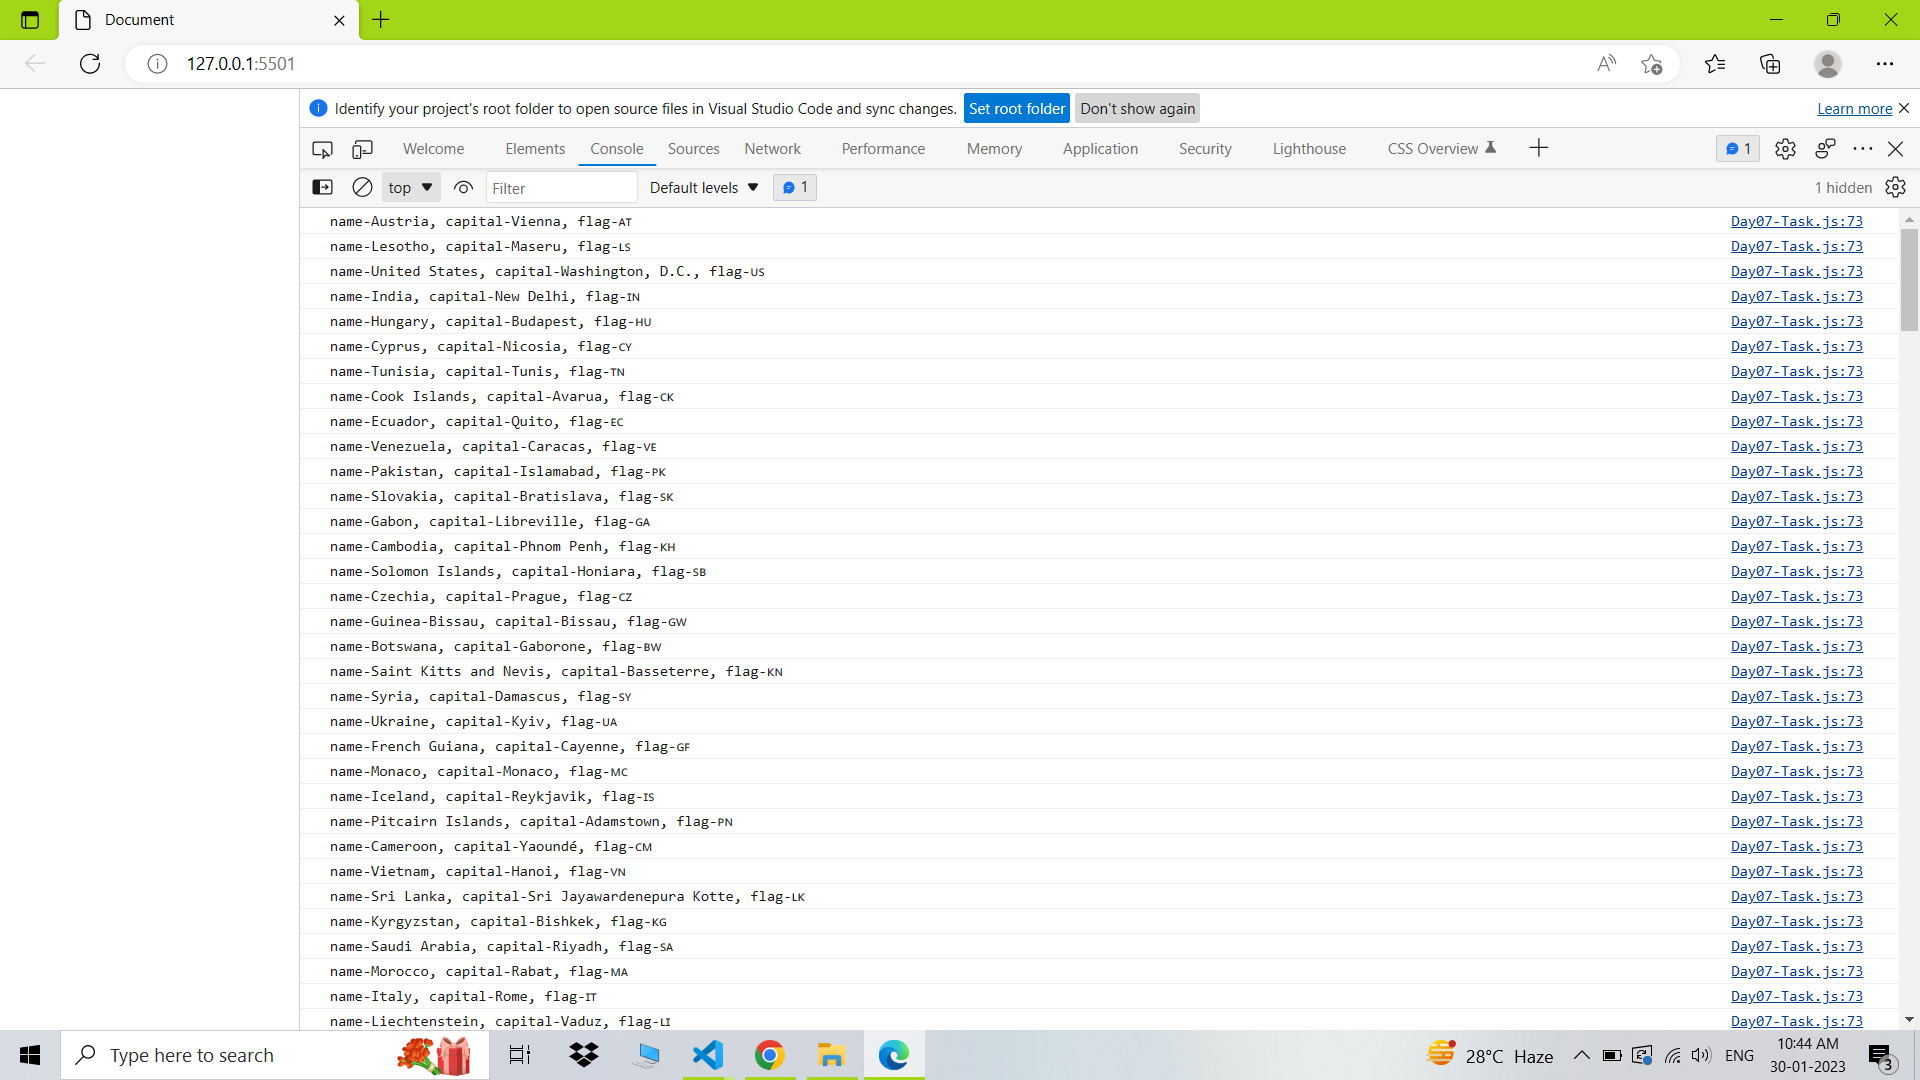 Document
127.0.0.1:5501
Identify your project's root folder to open source files in Visual Studio Code and sync changes. Set root folder Don't show again Learn more
Welcome Elements Console Sources Network Performance Memory Application Security Lighthouse CSS Overview 1
top Filter Default levels 1 1 hidden
name-Austria, capital-Vienna, flag-AT Day07-Task.js:73
name-Lesotho, capital-Maseru, flag-LS Day07-Task.js:73
name-United States, capital-Washington, D.C., flag-US Day07-Task.js:73
name-India, capital-New Delhi, flag-IN Day07-Task.js:73
name-Hungary, capital-Budapest, flag-HU Day07-Task.js:73
name-Cyprus, capital-Nicosia, flag-CY Day07-Task.js:73
name-Tunisia, capital-Tunis, flag-TN Day07-Task.js:73
name-Cook Islands, capital-Avarua, flag-CK Day07-Task.js:73
name-Ecuador, capital-Quito, flag-EC Day07-Task.js:73
name-Venezuela, capital-Caracas, flag-VE Day07-Task.js:73
name-Pakistan, capital-Islamabad, flag-PK Day07-Task.js:73
name-Slovakia, capital-Bratislava, flag-SK Day07-Task.js:73
name-Gabon, capital-Libreville, flag-GA Day07-Task.js:73
name-Cambodia, capital-Phnom Penh, flag-KH Day07-Task.js:73
name-Solomon Islands, capital-Honiara, flag-SB Day07-Task.js:73
name-Czechia, capital-Prague, flag-CZ Day07-Task.js:73
name-Guinea-Bissau, capital-Bissau, flag-GW Day07-Task.js:73
name-Botswana, capital-Gaborone, flag-BW Day07-Task.js:73
name-Saint Kitts and Nevis, capital-Basseterre, flag-KN Day07-Task.js:73
name-Syria, capital-Damascus, flag-SY Day07-Task.js:73
name-Ukraine, capital-Kyiv, flag-UA Day07-Task.js:73
name-French Guiana, capital-Cayenne, flag-GF Day07-Task.js:73
name-Monaco, capital-Monaco, flag-MC Day07-Task.js:73
name-Iceland, capital-Reykjavik, flag-IS Day07-Task.js:73
name-Pitcairn Islands, capital-Adamstown, flag-PN Day07-Task.js:73
name-Cameroon, capital-Yaoundé, flag-CM Day07-Task.js:73
name-Vietnam, capital-Hanoi, flag-VN Day07-Task.js:73
name-Sri Lanka, capital-Sri Jayawardenepura Kotte, flag-LK Day07-Task.js:73
name-Kyrgyzstan, capital-Bishkek, flag-KG Day07-Task.js:73
name-Saudi Arabia, capital-Riyadh, flag-SA Day07-Task.js:73
name-Morocco, capital-Rabat, flag-MA Day07-Task.js:73
name-Italy, capital-Rome, flag-IT Day07-Task.js:73
name-Liechtenstein, capital-Vaduz, flag-LI Day07-Task.js:73
Type here to search 28°C Haze ENG 10:44 AM
30-01-2023 3